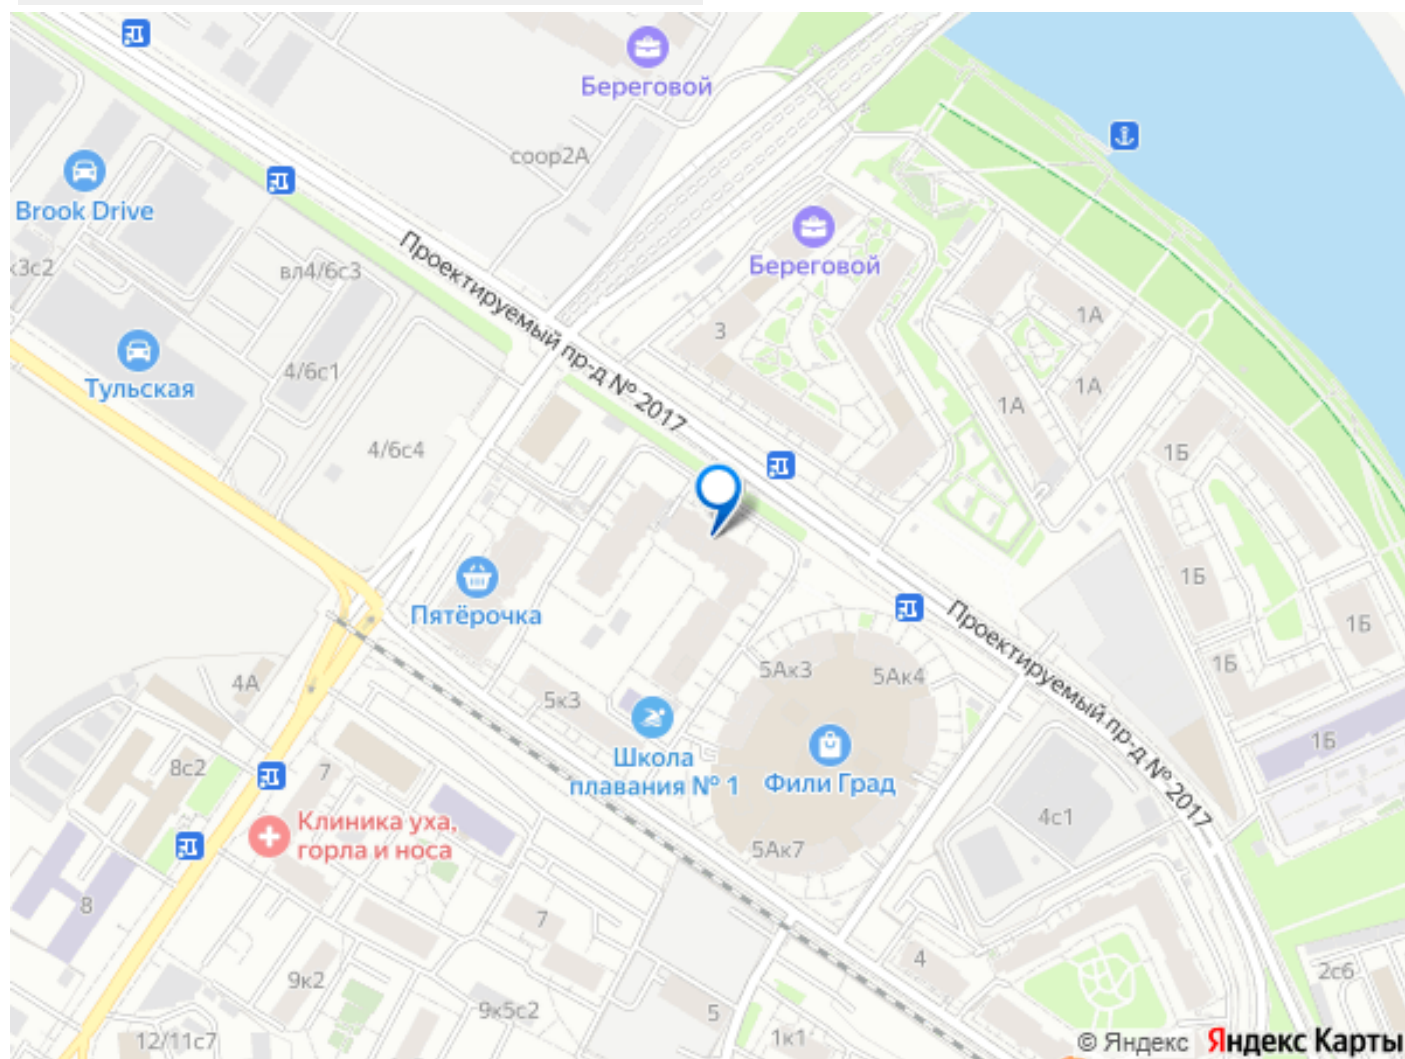 Береговой
соор2А
Brook Drive
к3с2
вл4/6с3
Проектируемый пр-д № 2017
Береговой
3
1А
1А
1А
Тульская
4/6с1
4/6с4
1Б
1Б
1Б
1Б
Пятёрочка
Проектируемый пр-д № 2017
5Ак3
5Ак4
4А
5к3
Школа
плавания № 1
Фили Град
1Б
8с2
7
Клиника уха,
горла и носа
4с1
5Ак7
8
7
4
9к2
9к5с2
5
1к1
2с6
12/11с7
© Яндекс Яндекс Карты